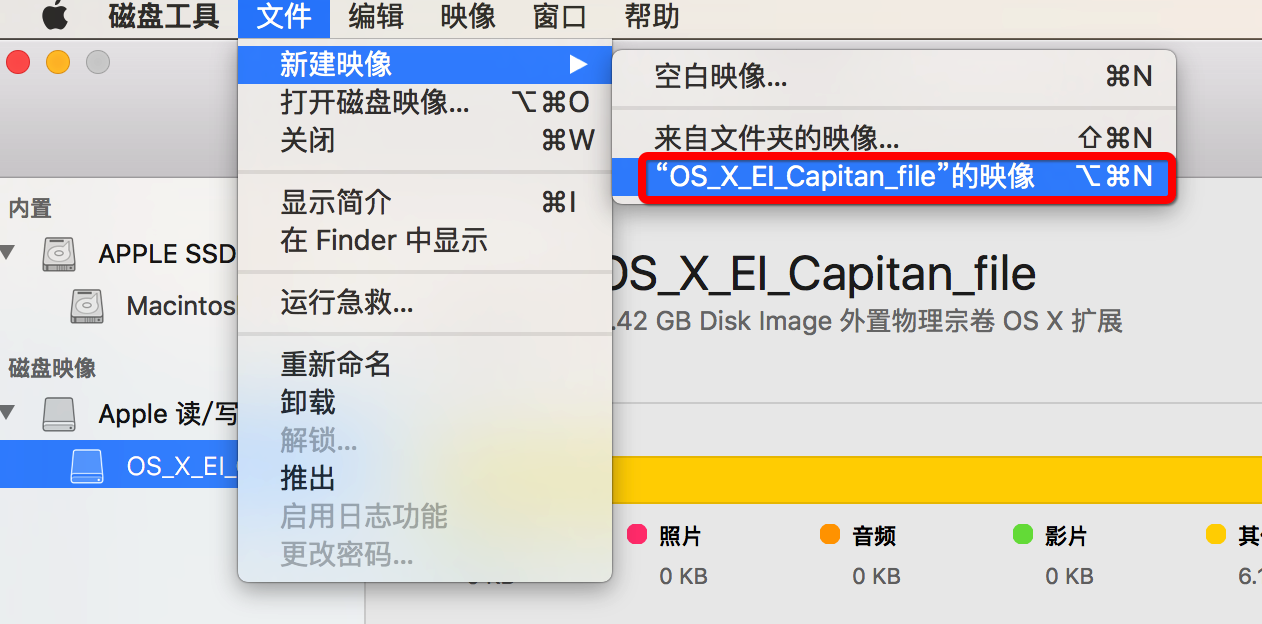 磁盘工具 文件 编辑 映像 窗口 帮助
新建映像
打开磁盘映像... ⌥⌘O
关闭 ⌘W
显示简介 ⌘I
在 Finder 中显示
运行急救...
重新命名
卸载
解锁...
推出
启用日志功能
更改密码...
空白映像... ⌘N
来自文件夹的映像... ⇧⌘N
“OS_X_EI_Capitan_file”的映像 ⌥⌘N
内置
APPLE SSD
Macintos
磁盘映像
Apple 读/写
OS_X_EI_
OS_X_EI_Capitan_file
.42 GB Disk Image 外置物理宗卷 OS X 扩展
照片
0 KB
音频
0 KB
影片
0 KB